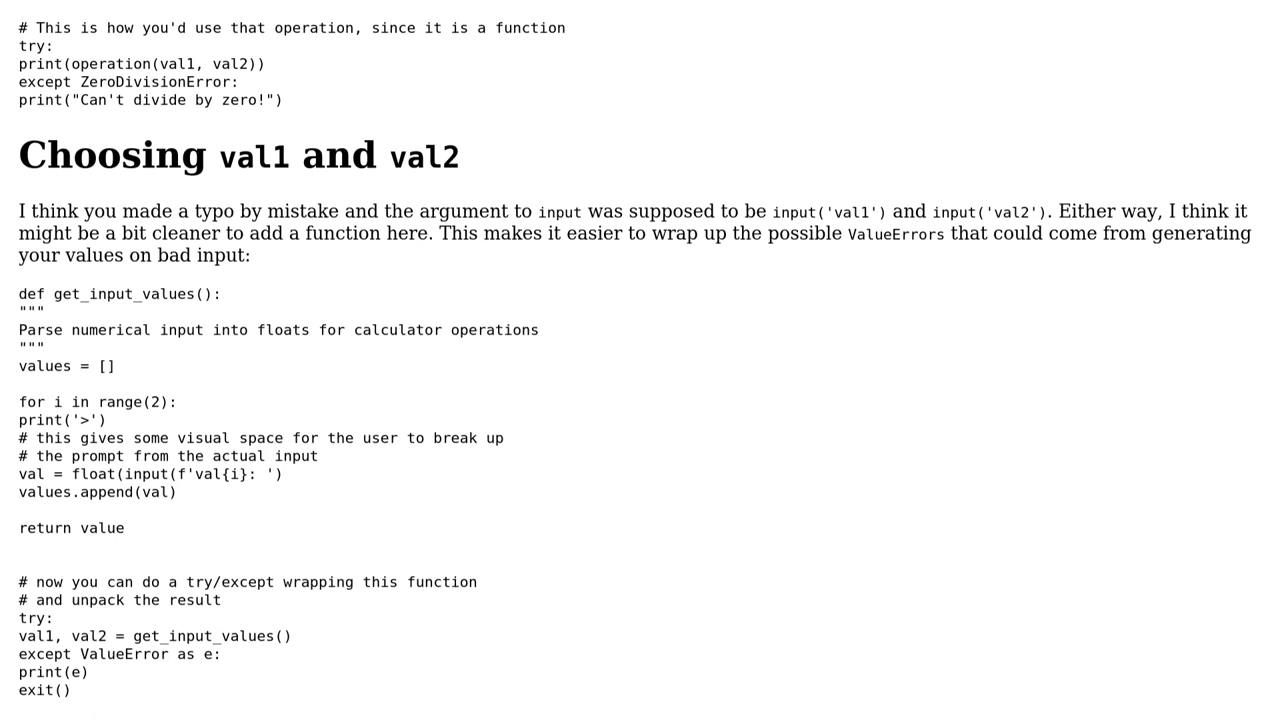 # This is how you'd use that operation, since it is a function
try:
print(operation(val1, val2))
except ZeroDivisionError:
print("Can't divide by zero!")
Choosing val1 and val2
I think you made a typo by mistake and the argument to input was supposed to be input('val1') and input('val2'). Either way, I think it
might be a bit cleaner to add a function here. This makes it easier to wrap up the possible ValueErrors that could come from generating
your values on bad input:
def get_input_values():
"""
Parse numerical input into floats for calculator operations
"""
values = []
for i in range(2):
print('>')
# this gives some visual space for the user to break up
# the prompt from the actual input
val = float(input(f'val{i}: ')
values.append(val)
return value
# now you can do a try/except wrapping this function
# and unpack the result
try:
val1, val2 = get_input_values()
except ValueError as e:
print(e)
exit()